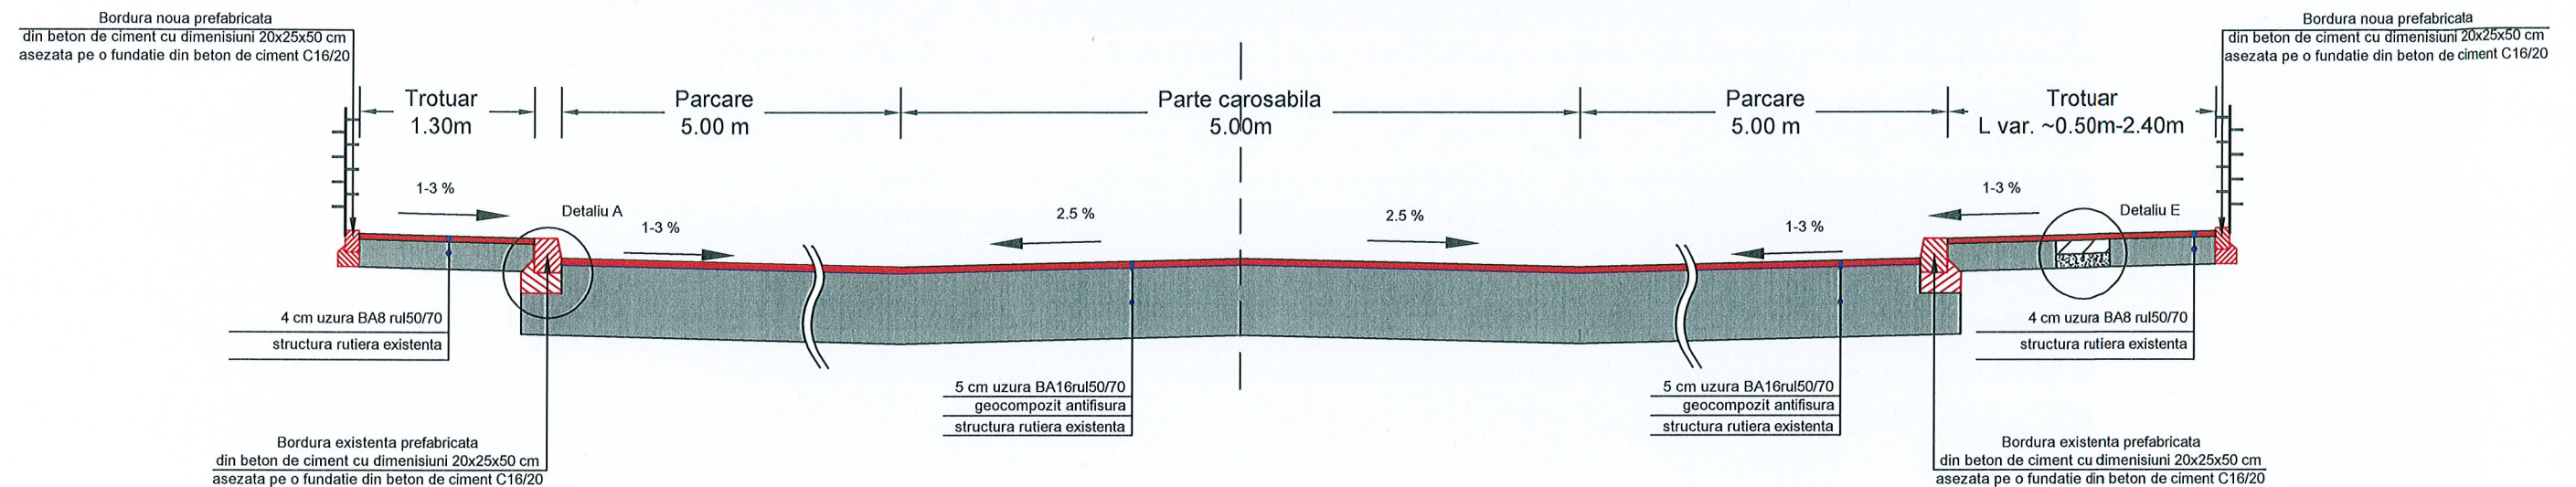 Bordura noua prefabricata
din beton de ciment cu dimenisiuni 20x25x50 cm
asezata pe o fundatie din beton de ciment C16/20
Bordura noua prefabricata
din beton de ciment cu dimenisiuni 20x25x50 cm
asezata pe o fundatie din beton de ciment C16/20
Trotuar
1.30m
Parcare
5.00 m
Parte carosabila
5.00m
Parcare
5.00 m
Trotuar
L var. ~0.50m-2.40m
1-3 %
Detaliu A
1-3 %
2.5 %
2.5 %
1-3 %
1-3 %
Detaliu E
4 cm uzura BA8 rul50/70
structura rutiera existenta
5 cm uzura BA16rul50/70
geocompozit antifisura
structura rutiera existenta
5 cm uzura BA16rul50/70
geocompozit antifisura
structura rutiera existenta
4 cm uzura BA8 rul50/70
structura rutiera existenta
Bordura existenta prefabricata
din beton de ciment cu dimenisiuni 20x25x50 cm
asezata pe o fundatie din beton de ciment C16/20
Bordura existenta prefabricata
din beton de ciment cu dimenisiuni 20x25x50 cm
asezata pe o fundatie din beton de ciment C16/20